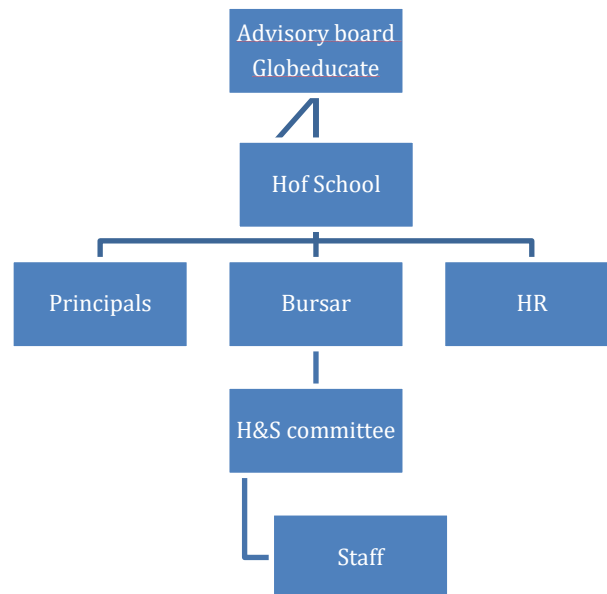 Advisory board
Globeducate
Hof School
Principals
Bursar
HR
H&S committee
Staff